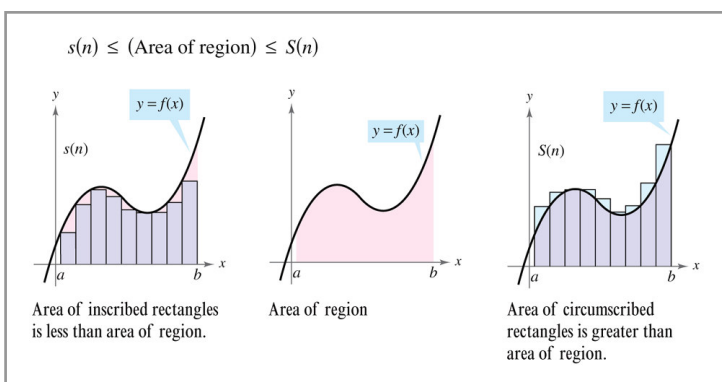 s(n) ≤ (Area of region) ≤ S(n)
y
y = f(x)
s(n)
a
b
x
Area of inscribed rectangles
is less than area of region.
y
y = f(x)
a
b
x
Area of region
y
y = f(x)
S(n)
a
b
x
Area of circumscribed
rectangles is greater than
area of region.